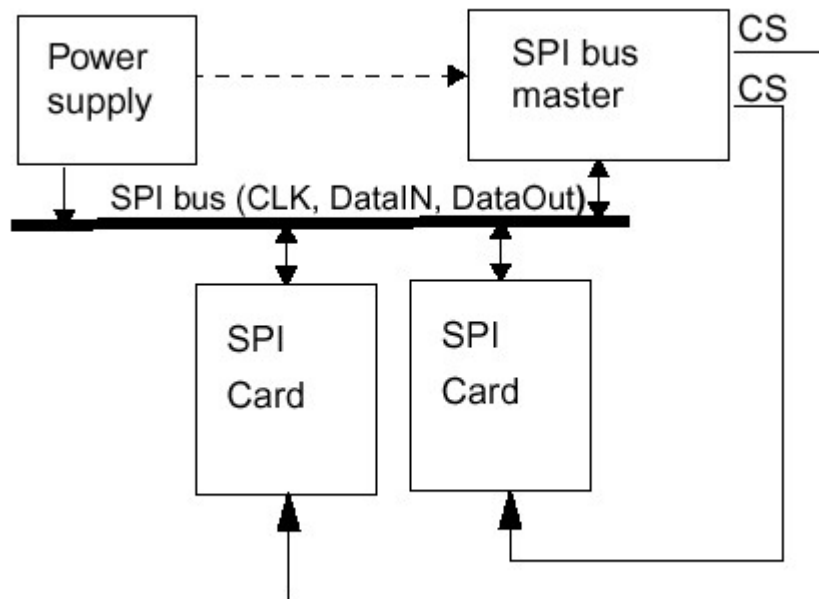 Power
supply
SPI bus
master
CS
CS
SPI bus (CLK, DataIN, DataOut)
SPI
Card
SPI
Card